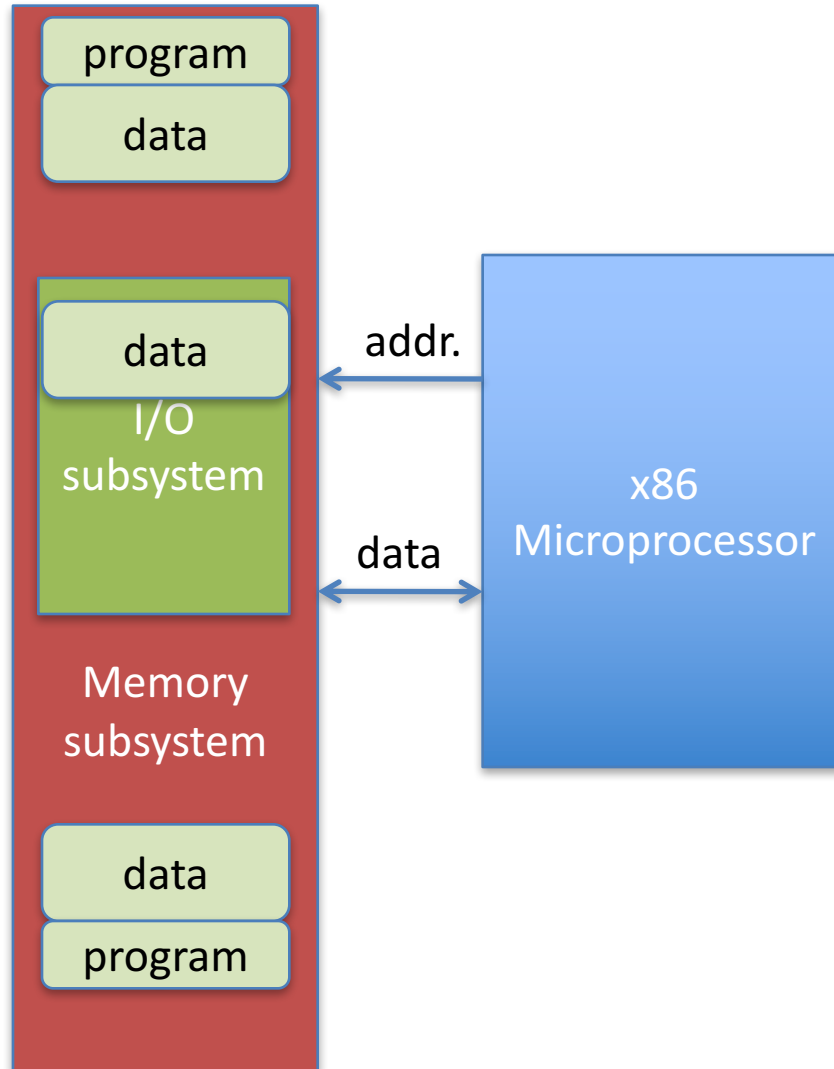 program
data
data
I/O
subsystem
addr.
data
x86
Microprocessor
Memory
subsystem
data
program